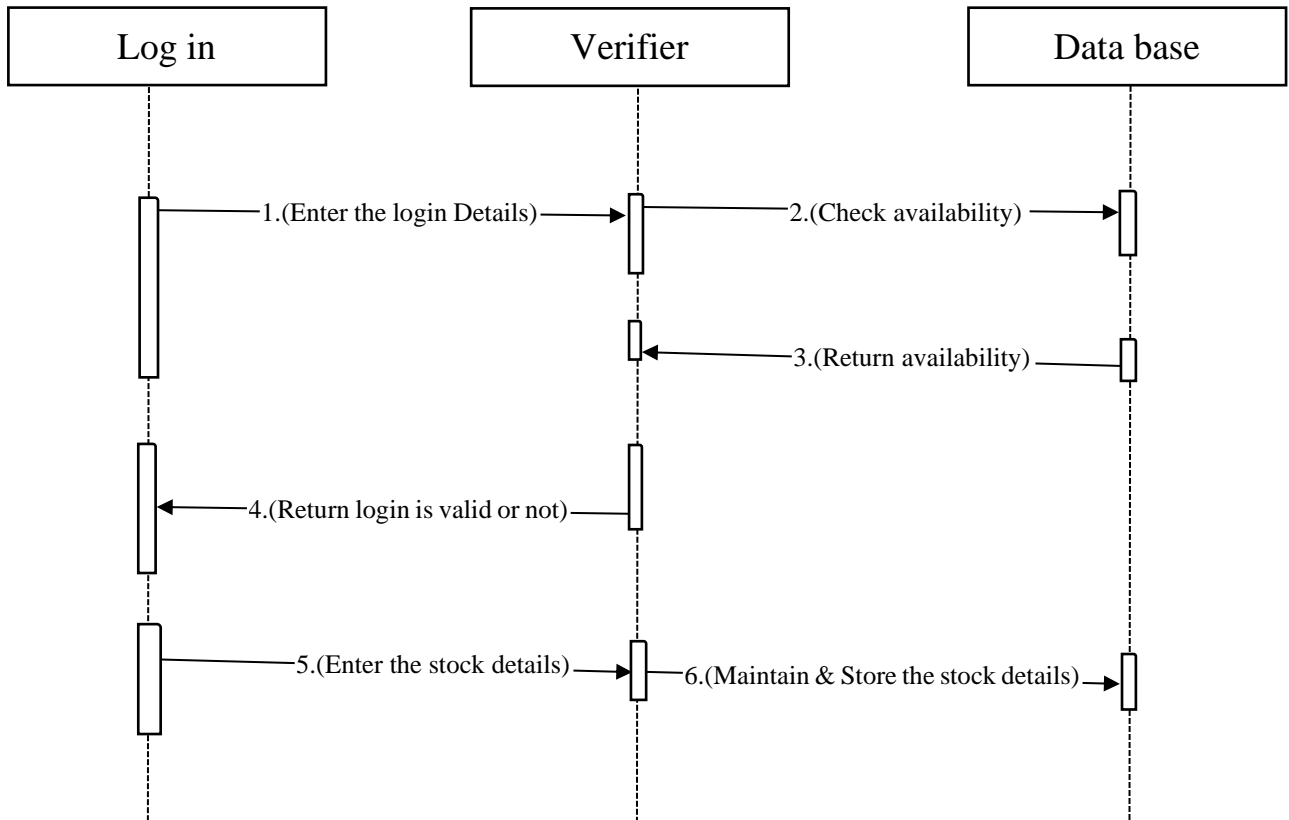 Log in
Verifier
Data base
1.(Enter the login Details)
2.(Check availability)
3.(Return availability)
4.(Return login is valid or not)
5.(Enter the stock details)
6.(Maintain & Store the stock details)